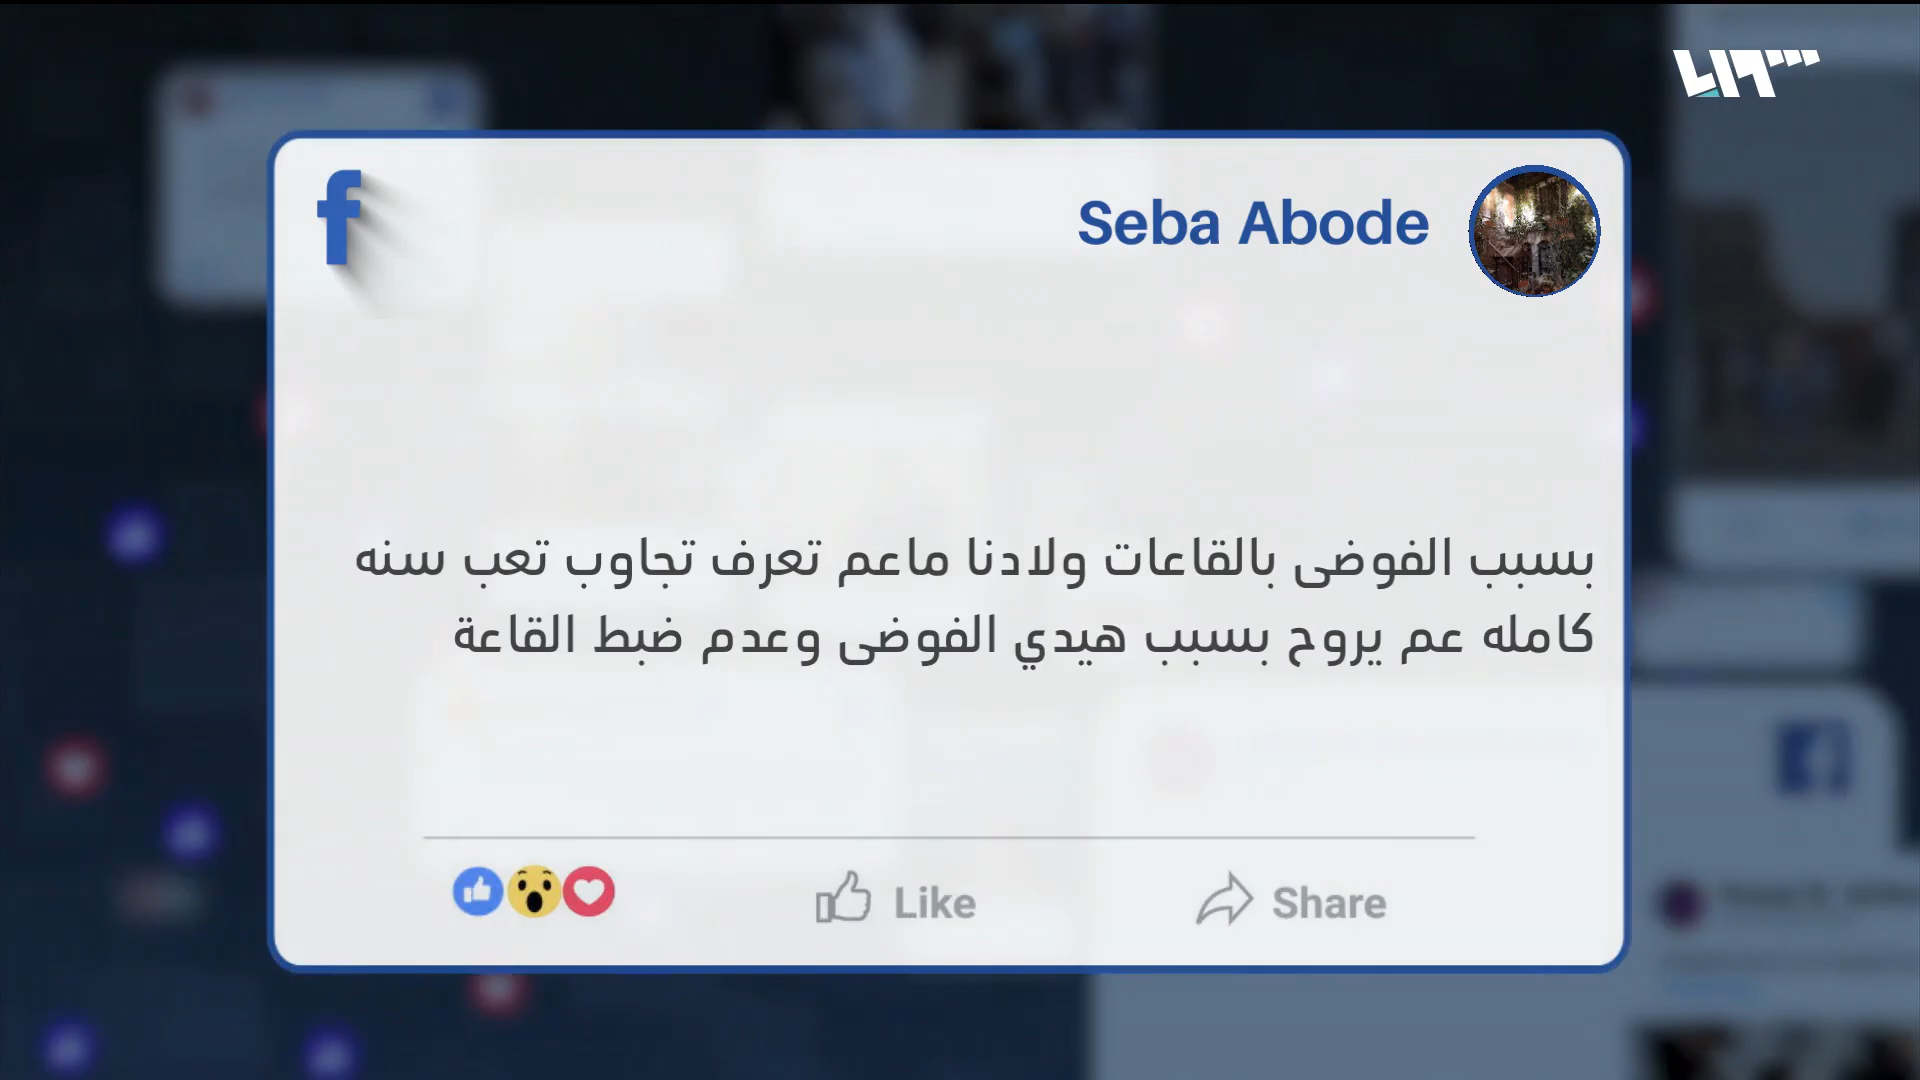 Seba Abode
بسبب الفوضى بالقاعات ولادنا ماعم تعرف تجاوب تعب سنه
كامله عم يروح بسبب هيدي الفوضى وعدم ضبط القاعة
Like
Share